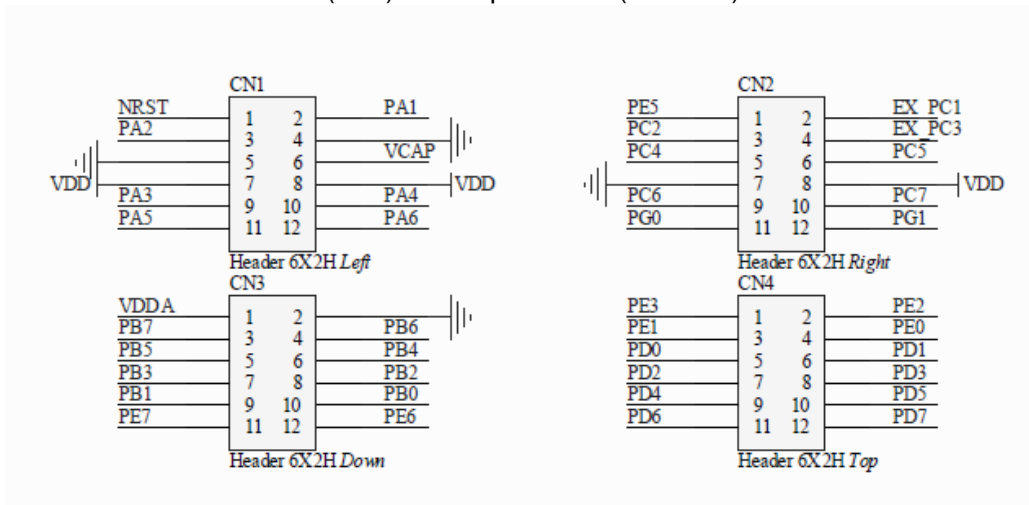 CN1
NRST 1 2 PA1
PA2 3 4
5 6 VCAP
VDD 7 8 VDD
PA3 9 10 PA4
PA5 11 12 PA6
Header 6X2H Left
CN2
PE5 1 2 EX_PC1
PC2 3 4 EX_PC3
PC4 5 6 PC5
7 8 VDD
PC6 9 10 PC7
PG0 11 12 PG1
Header 6X2H Right
CN3
VDDA 1 2
PB7 3 4 PB6
PB5 5 6 PB4
PB3 7 8 PB2
PB1 9 10 PB0
PE7 11 12 PE6
Header 6X2H Down
CN4
PE3 1 2 PE2
PE1 3 4 PE0
PD0 5 6 PD1
PD2 7 8 PD3
PD4 9 10 PD5
PD6 11 12 PD7
Header 6X2H Top